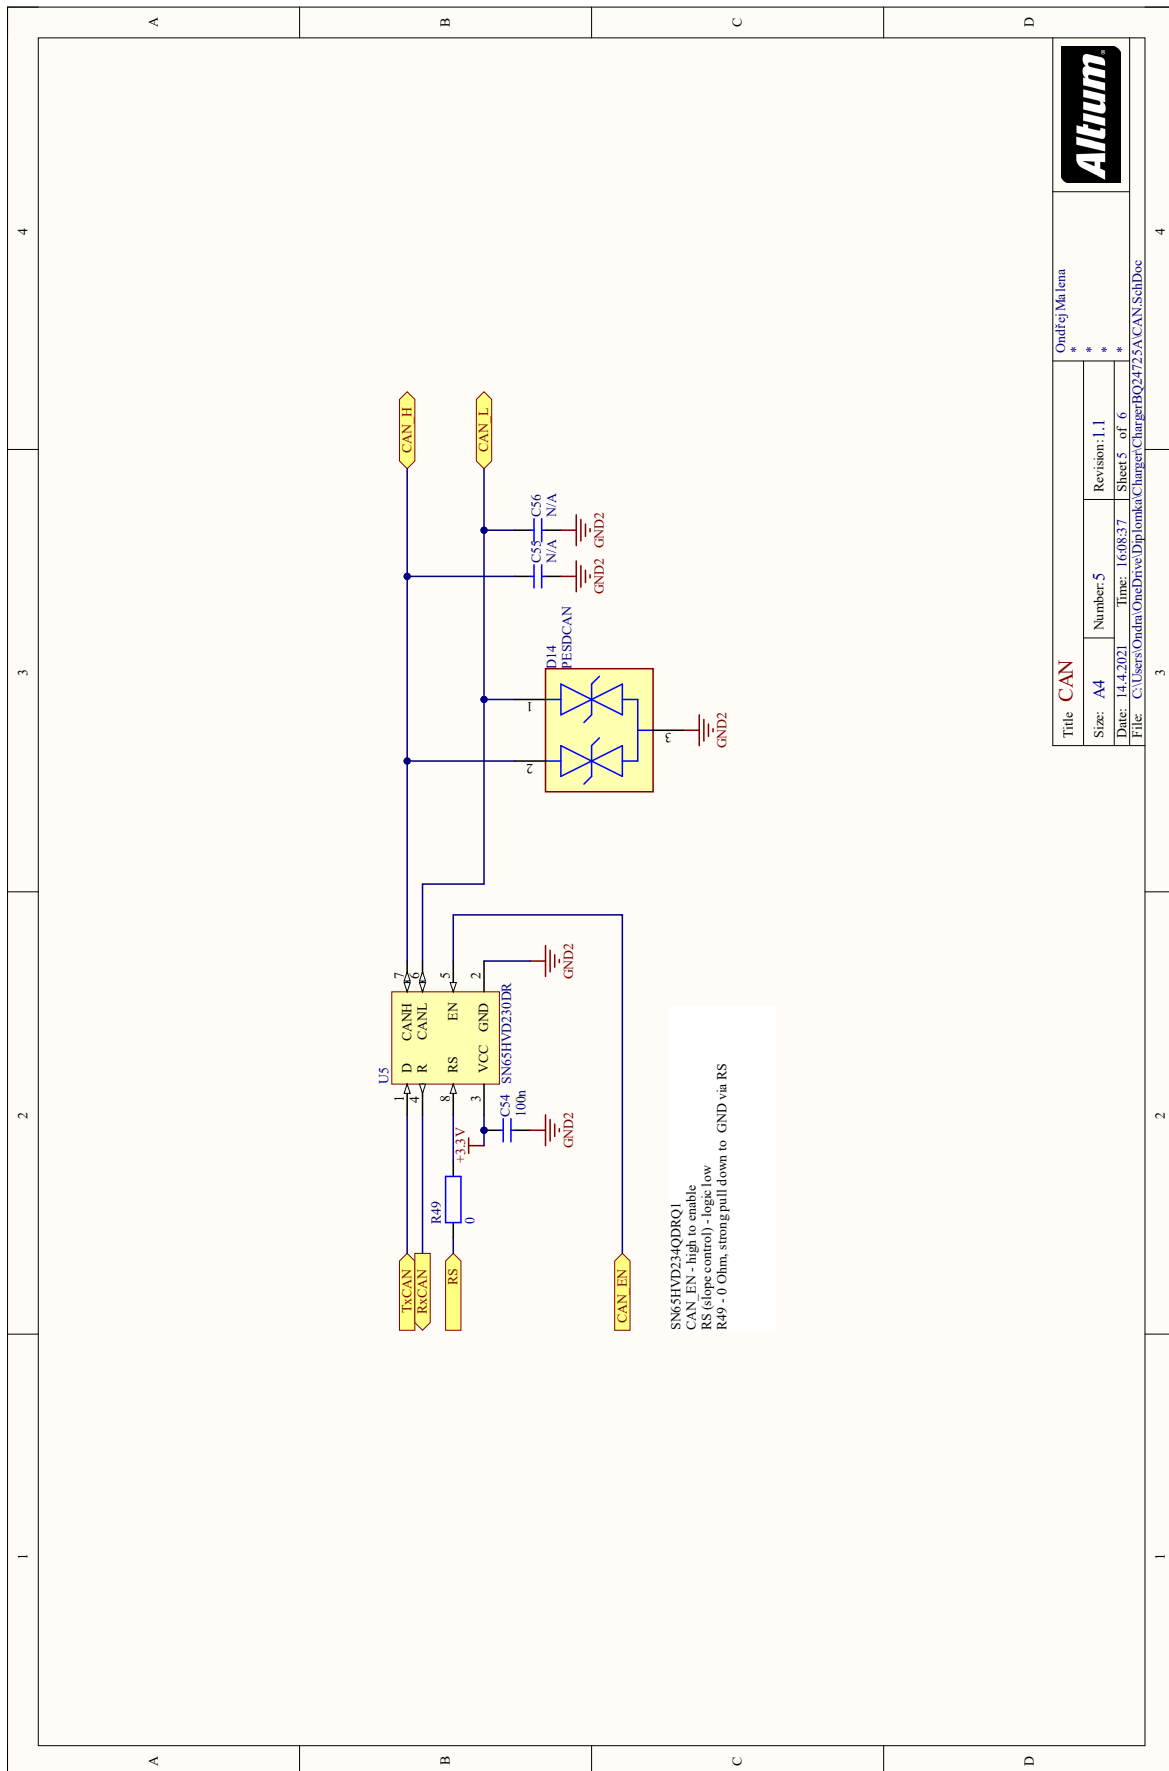 1
2
3
4
A
B
C
D
U5
TxCAN
RxCAN
RS
CAN_EN
1
4
8
3
D
R
RS
VCC
CANH
CANL
EN
GND
7
6
5
2
SN65HVD230DR
R49
0
+3.3V
C54
100n
GND2
GND2
CAN_H
CAN_L
D14
PESDCAN
2
1
3
GND2
C55
N/A
GND2
C56
N/A
GND2
SN65HVD234QDRQ1
CAN_EN - high to enable
RS (slope control) - logic low
R49 - 0 Ohm, strong pull down to GND via RS
Title CAN
Size: A4 Number: 5 Revision: 1.1
Date: 14.4.2021 Time: 16:08:37 Sheet 5 of 6
File: C:\Users\Ondra\OneDrive\Diplomka\Charger\ChargerBQ24725A\CAN.SchDoc
Ondřej Malena
*
*
*
*
Altium
1
2
3
4
A
B
C
D